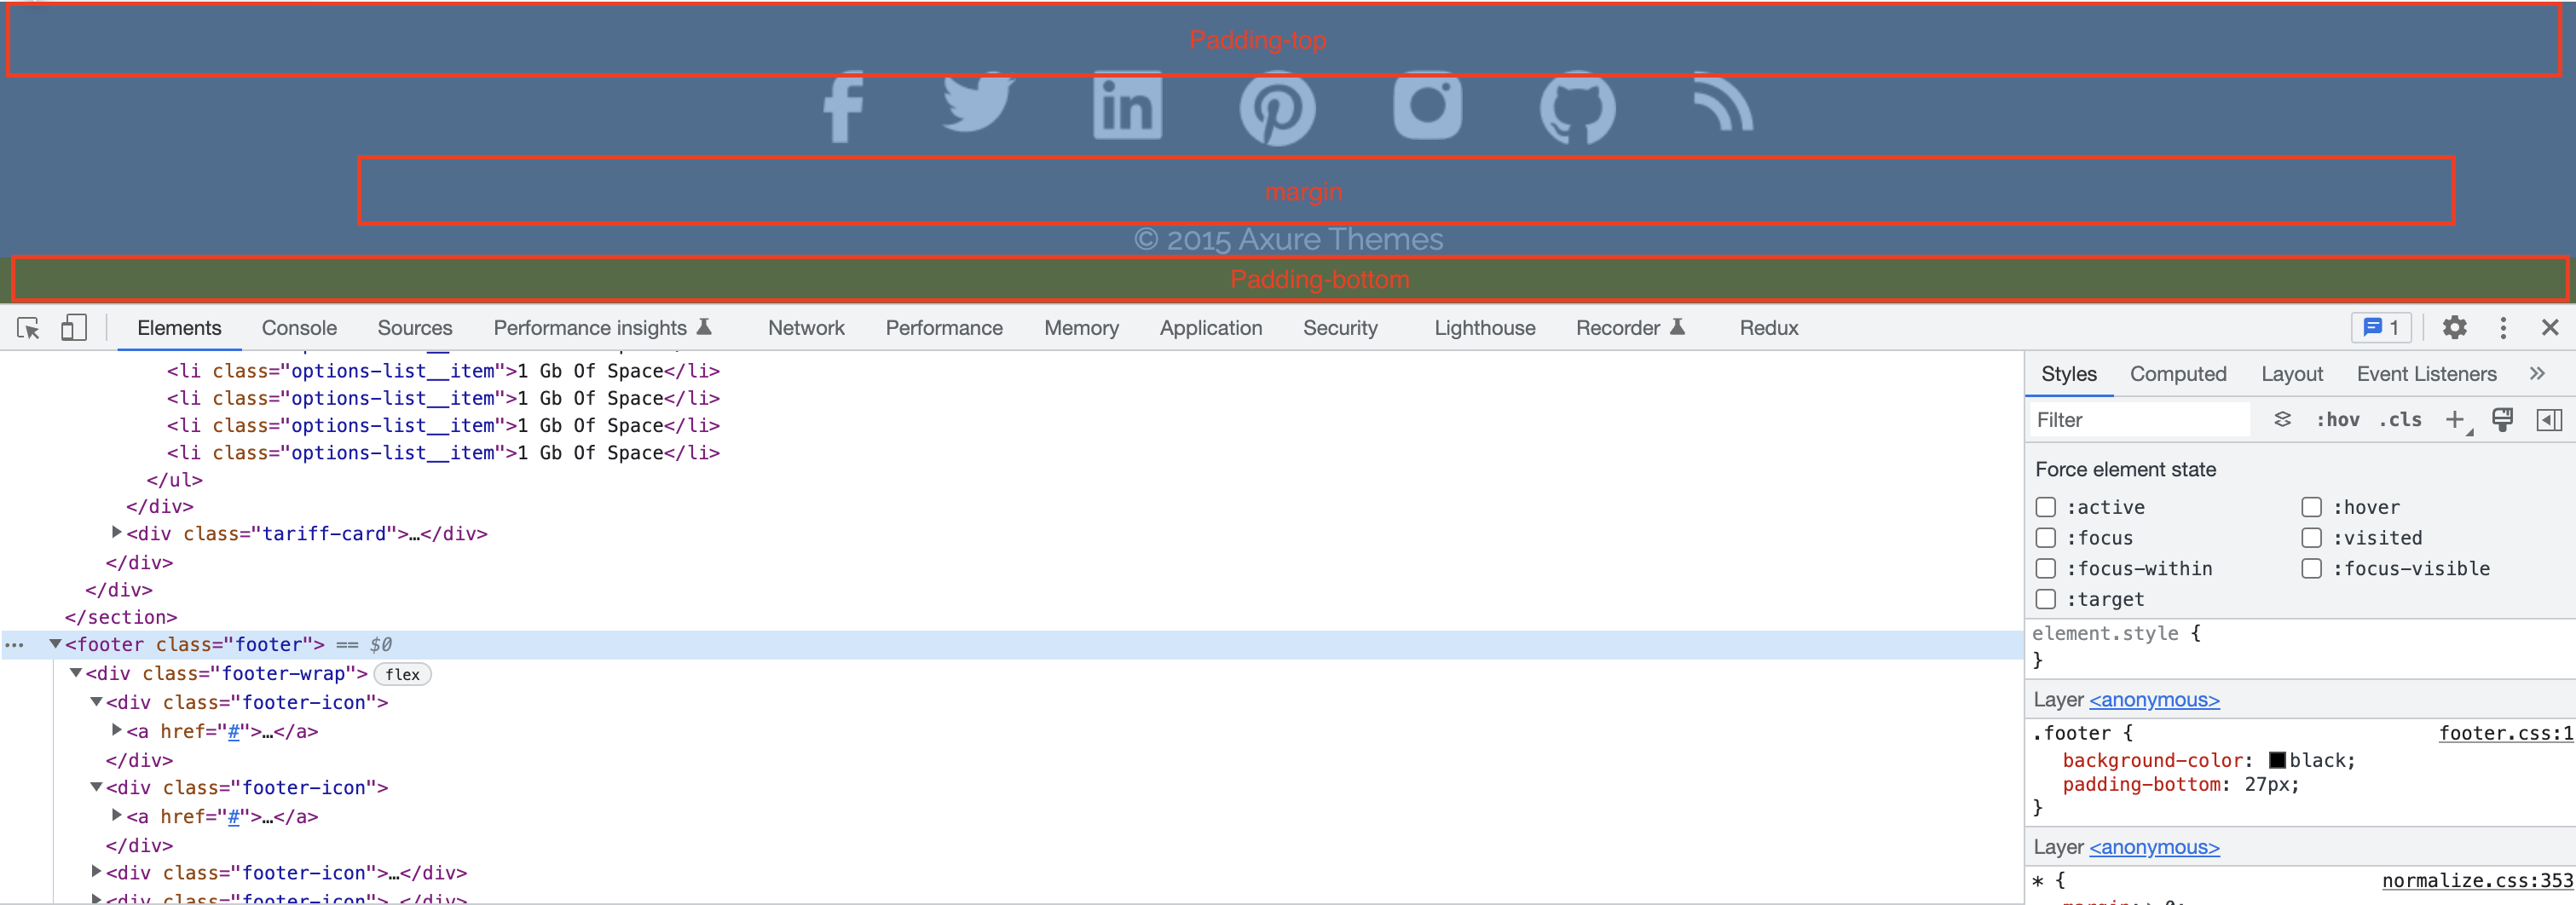 Padding-top
margin
© 2015 Axure Themes
Padding-bottom
Elements Console Sources Performance insights Network Performance Memory Application Security Lighthouse Recorder Redux 1
<li class="options-list__item">1 Gb Of Space</li>
<li class="options-list__item">1 Gb Of Space</li>
<li class="options-list__item">1 Gb Of Space</li>
<li class="options-list__item">1 Gb Of Space</li>
</ul>
</div>
<div class="tariff-card">…</div>
</div>
</div>
</section>
<footer class="footer"> == $0
<div class="footer-wrap"> flex
<div class="footer-icon">
<a href="#">…</a>
</div>
<div class="footer-icon">
<a href="#">…</a>
</div>
<div class="footer-icon">…</div>
<div class="footer-icon">…</div>
Styles Computed Layout Event Listeners »
Filter :hov .cls
Force element state
:active :hover
:focus :visited
:focus-within :focus-visible
:target
element.style {
}
Layer <anonymous>
.footer { footer.css:1
background-color: black;
padding-bottom: 27px;
}
Layer <anonymous>
* { normalize.css:353
margin: 0;